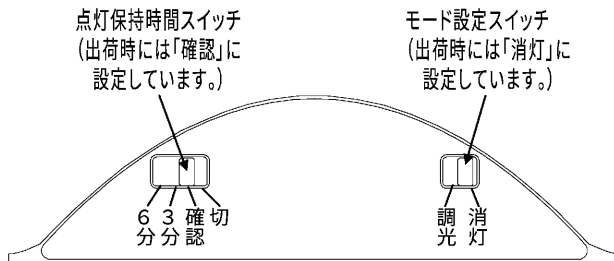 点灯保持時間スイッチ
(出荷時には「確認」に
設定しています。)
モード設定スイッチ
(出荷時には「消灯」に
設定しています。)
6分
3分
確認
切
調光
消灯